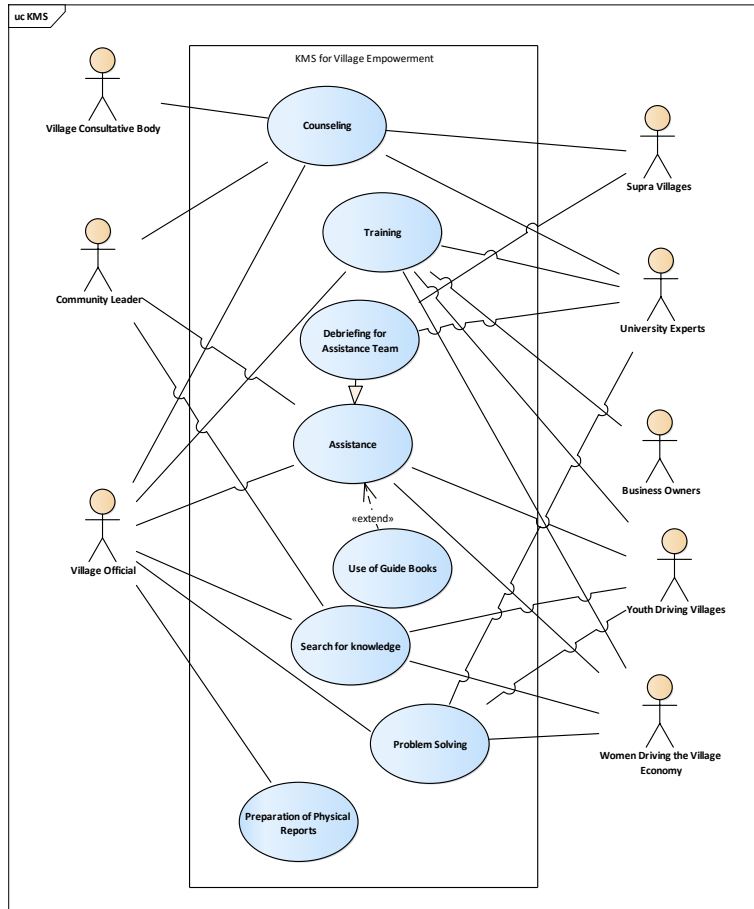 uc KMS
KMS for Village Empowerment
Village Consultative Body
Counseling
Supra Villages
Training
Community Leader
University Experts
Debriefing for
Assistance Team
Assistance
Business Owners
«extend»
Village Official
Use of Guide Books
Youth Driving Villages
Search for knowledge
Problem Solving
Women Driving the Village
Economy
Preparation of Physical
Reports